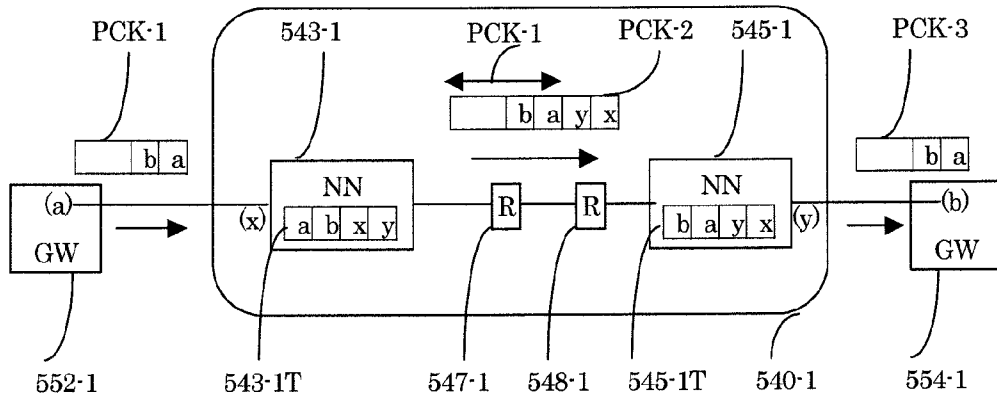 PCK-1 543-1 PCK-1 PCK-2 545-1 PCK-3
b a y x
b a
b a
NN NN
(a) (x) R R (y) (b)
a b x y
b a y x
GW GW
552-1 543-1T 547-1 548-1 545-1T 540-1 554-1